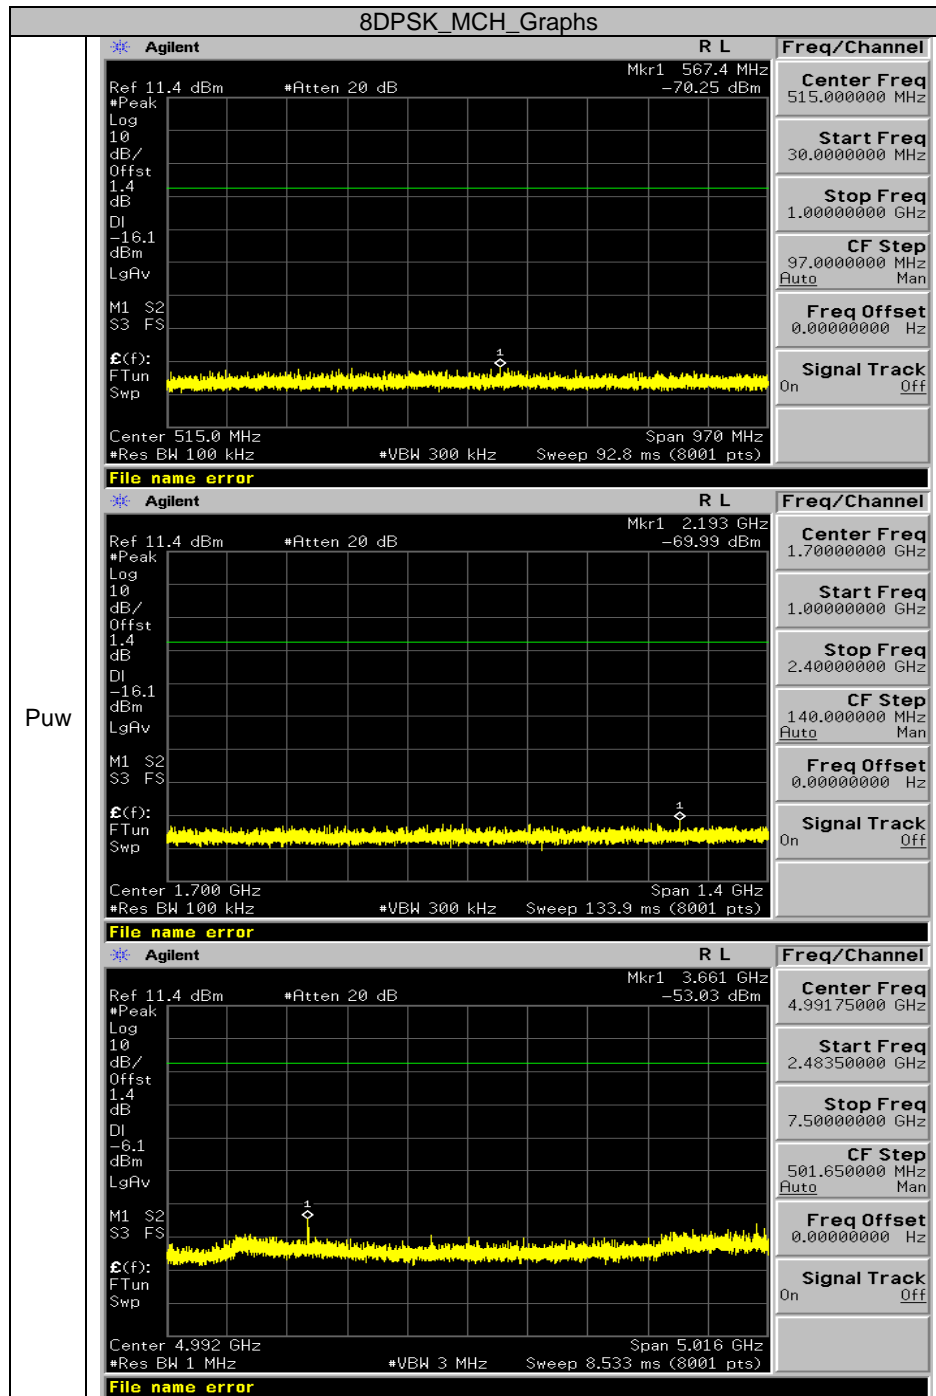 8DPSK_MCH_Graphs
Puw
Agilent R L Freq/Channel
Mkr1 567.4 MHz
Ref 11.4 dBm #Atten 20 dB -70.25 dBm
#Peak
Log
10
dB/
Offst
1.4
dB
DI
-16.1
dBm
LgAv
M1 S2
S3 FS
£(f):
FTun
Swp
1
Center 515.0 MHz Span 970 MHz
#Res BW 100 kHz #VBW 300 kHz Sweep 92.8 ms (8001 pts)
File name error
Center Freq
515.000000 MHz
Start Freq
30.0000000 MHz
Stop Freq
1.00000000 GHz
CF Step
97.0000000 MHz
Auto Man
Freq Offset
0.00000000 Hz
Signal Track
On Off
Agilent R L Freq/Channel
Mkr1 2.193 GHz
Ref 11.4 dBm #Atten 20 dB -69.99 dBm
#Peak
Log
10
dB/
Offst
1.4
dB
DI
-16.1
dBm
LgAv
M1 S2
S3 FS
£(f):
FTun
Swp
1
Center 1.700 GHz Span 1.4 GHz
#Res BW 100 kHz #VBW 300 kHz Sweep 133.9 ms (8001 pts)
File name error
Center Freq
1.70000000 GHz
Start Freq
1.00000000 GHz
Stop Freq
2.40000000 GHz
CF Step
140.000000 MHz
Auto Man
Freq Offset
0.00000000 Hz
Signal Track
On Off
Agilent R L Freq/Channel
Mkr1 3.661 GHz
Ref 11.4 dBm #Atten 20 dB -53.03 dBm
#Peak
Log
10
dB/
Offst
1.4
dB
DI
-6.1
dBm
LgAv
M1 S2
S3 FS
£(f):
FTun
Swp
1
Center 4.992 GHz Span 5.016 GHz
#Res BW 1 MHz #VBW 3 MHz Sweep 8.533 ms (8001 pts)
File name error
Center Freq
4.99175000 GHz
Start Freq
2.48350000 GHz
Stop Freq
7.50000000 GHz
CF Step
501.650000 MHz
Auto Man
Freq Offset
0.00000000 Hz
Signal Track
On Off